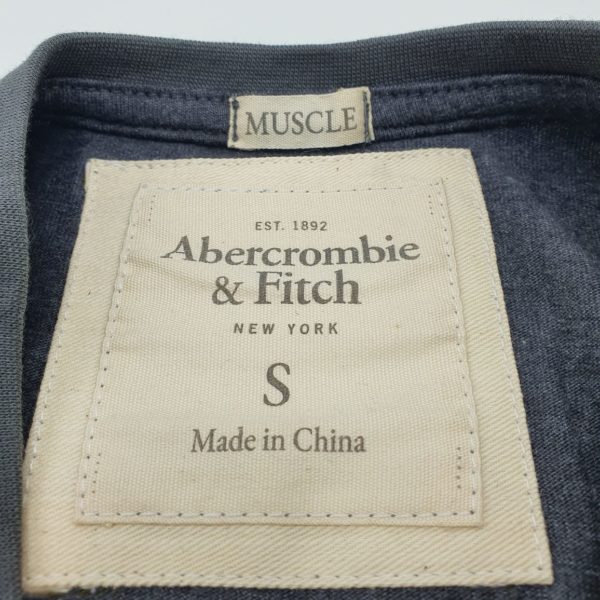 MUSCLE
EST. 1892
Abercrombie
& Fitch
NEW YORK
S
Made in China